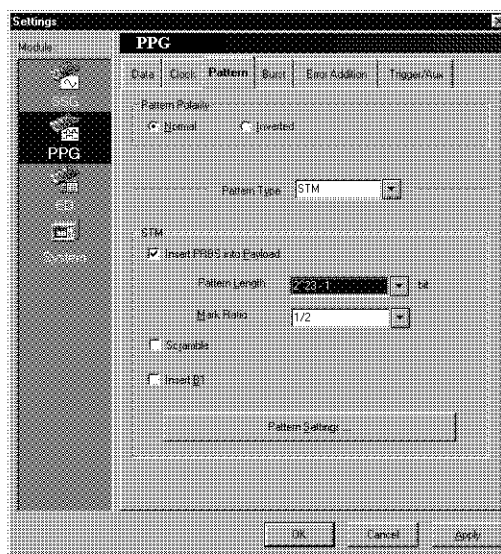 Settings
Module:
PPG
SSG
PPG
ED
System
Data Clock Pattern Burst Error Addition Trigger/Aux
Pattern Polarity
Normal Inverted
Pattern Type STM
STM
Insert PRBS into Payload
Pattern Length 2^23-1 bit
Mark Ratio 1/2
Scramble
Insert B1
Pattern Settings ...
OK Cancel Apply